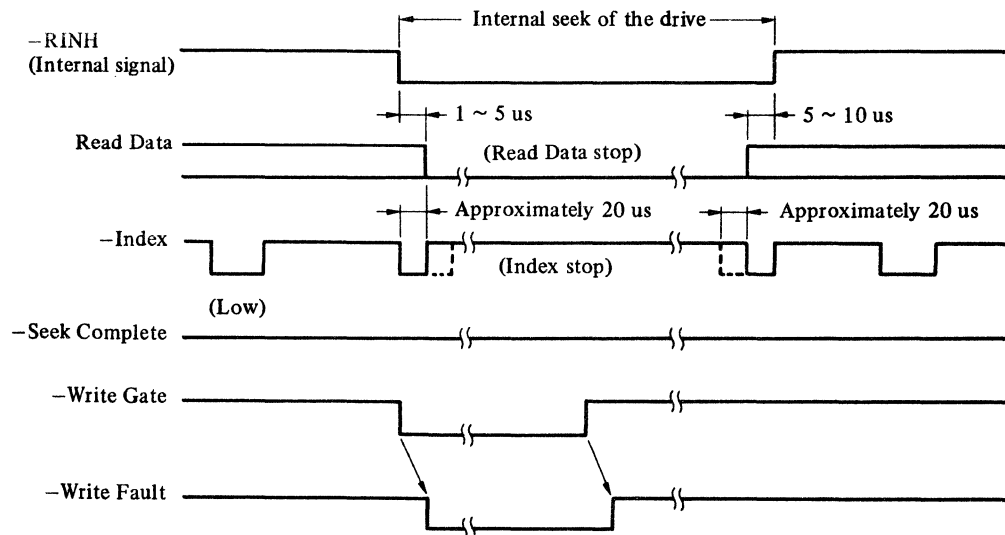 Internal seek of the drive
−RINH
(Internal signal)
1 ~ 5 us
5 ~ 10 us
Read Data
(Read Data stop)
Approximately 20 us
Approximately 20 us
−Index
(Index stop)
(Low)
−Seek Complete
−Write Gate
−Write Fault